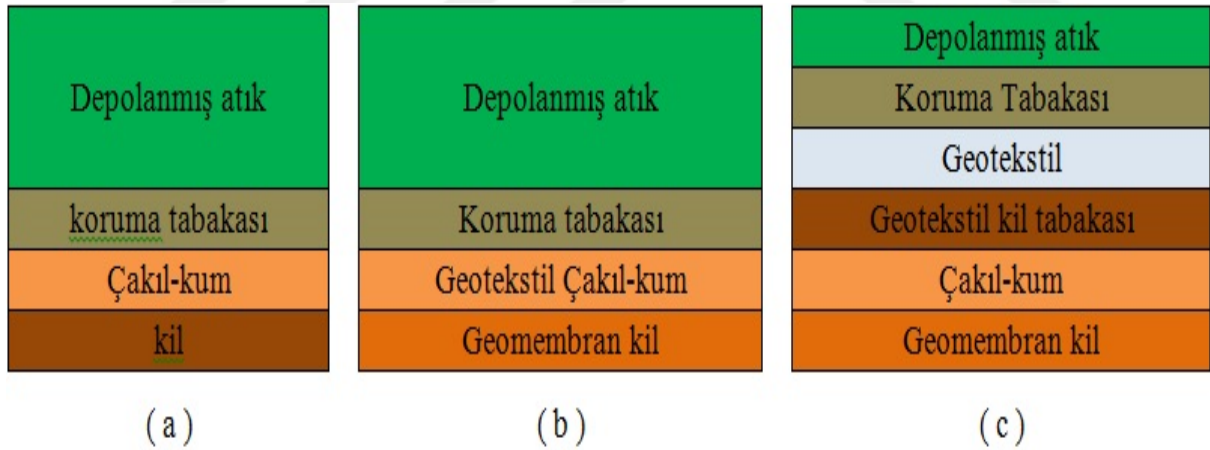 Depolanmış atık
koruma tabakası
Çakıl-kum
kil
( a )
Depolanmış atık
Koruma tabakası
Geotekstil Çakıl-kum
Geomembran kil
( b )
Depolanmış atık
Koruma Tabakası
Geotekstil
Geotekstil kil tabakası
Çakıl-kum
Geomembran kil
( c )